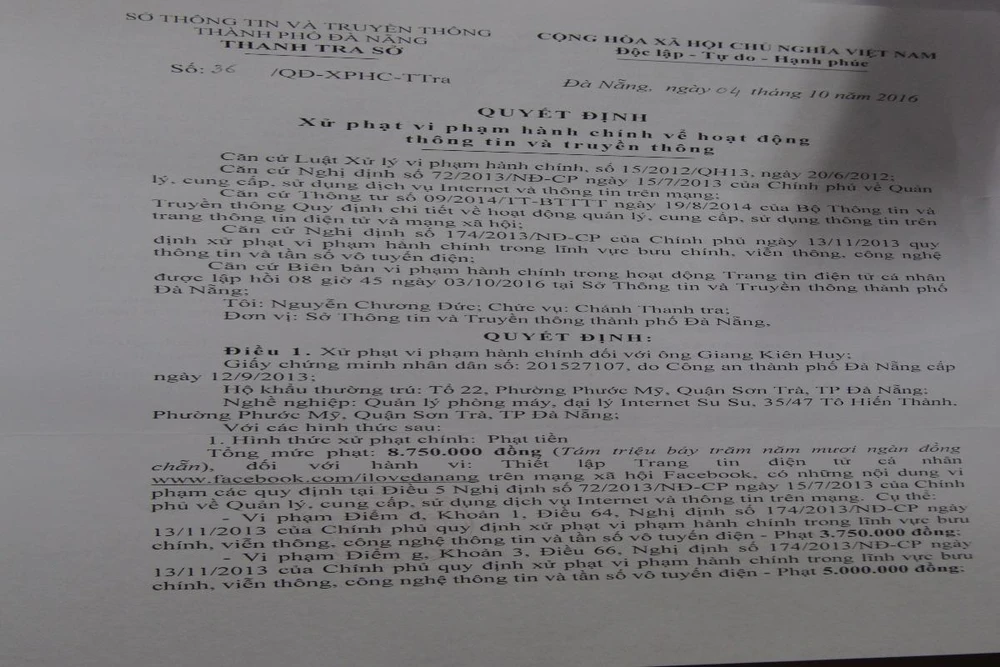 SỞ THÔNG TIN VÀ TRUYỀN THÔNG
THÀNH PHỐ ĐÀ NẴNG
THANH TRA SỞ
Số: 36 /QĐ-XPHC-TTra
CỘNG HÒA XÃ HỘI CHỦ NGHĨA VIỆT NAM
Độc lập - Tự do - Hạnh phúc
Đà Nẵng, ngày 04 tháng 10 năm 2016
QUYẾT ĐỊNH
Xử phạt vi phạm hành chính về hoạt động
thông tin và truyền thông
Căn cứ Luật Xử lý vi phạm hành chính, số 15/2012/QH13, ngày 20/6/2012;
Căn cứ Nghị định số 72/2013/NĐ-CP ngày 15/7/2013 của Chính phủ về Quản
lý, cung cấp, sử dụng dịch vụ Internet và thông tin trên mạng;
Căn cứ Thông tư số 09/2014/TT-BTTTT ngày 19/8/2014 của Bộ Thông tin và
Truyền thông Quy định chi tiết về hoạt động quản lý, cung cấp, sử dụng thông tin trên
trang thông tin điện tử và mạng xã hội;
Căn cứ Nghị định số 174/2013/NĐ-CP của Chính phủ ngày 13/11/2013 quy
định xử phạt vi phạm hành chính trong lĩnh vực bưu chính, viễn thông, công nghệ
thông tin và tần số vô tuyến điện;
Căn cứ Biên bản vi phạm hành chính trong hoạt động Trang tin điện tử cá nhân
được lập hồi 08 giờ 45 ngày 03/10/2016 tại Sở Thông tin và Truyền thông thành phố
Đà Nẵng;
Tôi: Nguyễn Chương Đức; Chức vụ: Chánh Thanh tra;
Đơn vị: Sở Thông tin và Truyền thông thành phố Đà Nẵng,
QUYẾT ĐỊNH:
Điều 1. Xử phạt vi phạm hành chính đối với ông Giang Kiên Huy;
Giấy chứng minh nhân dân số: 201527107, do Công an thành phố Đà Nẵng cấp
ngày 12/9/2013;
Hộ khẩu thường trú: Tổ 22, Phường Phước Mỹ, Quận Sơn Trà, TP Đà Nẵng;
Nghề nghiệp: Quản lý phòng máy, đại lý Internet Su Su, 35/47 Tô Hiến Thành,
Phường Phước Mỹ, Quận Sơn Trà, TP Đà Nẵng;
Với các hình thức sau:
1. Hình thức xử phạt chính: Phạt tiền
Tổng mức phạt: 8.750.000 đồng (Tám triệu bảy trăm năm mươi ngàn đồng
chẵn), đối với hành vi: Thiết lập Trang tin điện tử cá nhân
www.facebook.com/ilovedanang trên mạng xã hội Facebook, có những nội dung vi
phạm các quy định tại Điều 5 Nghị định số 72/2013/NĐ-CP ngày 15/7/2013 của Chính
phủ về Quản lý, cung cấp, sử dụng dịch vụ Internet và thông tin trên mạng. Cụ thể:
- Vi phạm Điểm d, Khoản 1, Điều 64, Nghị định số 174/2013/NĐ-CP ngày
13/11/2013 của Chính phủ quy định xử phạt vi phạm hành chính trong lĩnh vực bưu
chính, viễn thông, công nghệ thông tin và tần số vô tuyến điện - Phạt 3.750.000 đồng;
- Vi phạm Điểm g, Khoản 3, Điều 66, Nghị định số 174/2013/NĐ-CP ngày
13/11/2013 của Chính phủ quy định xử phạt vi phạm hành chính trong lĩnh vực bưu
chính, viễn thông, công nghệ thông tin và tần số vô tuyến điện - Phạt 5.000.000 đồng;